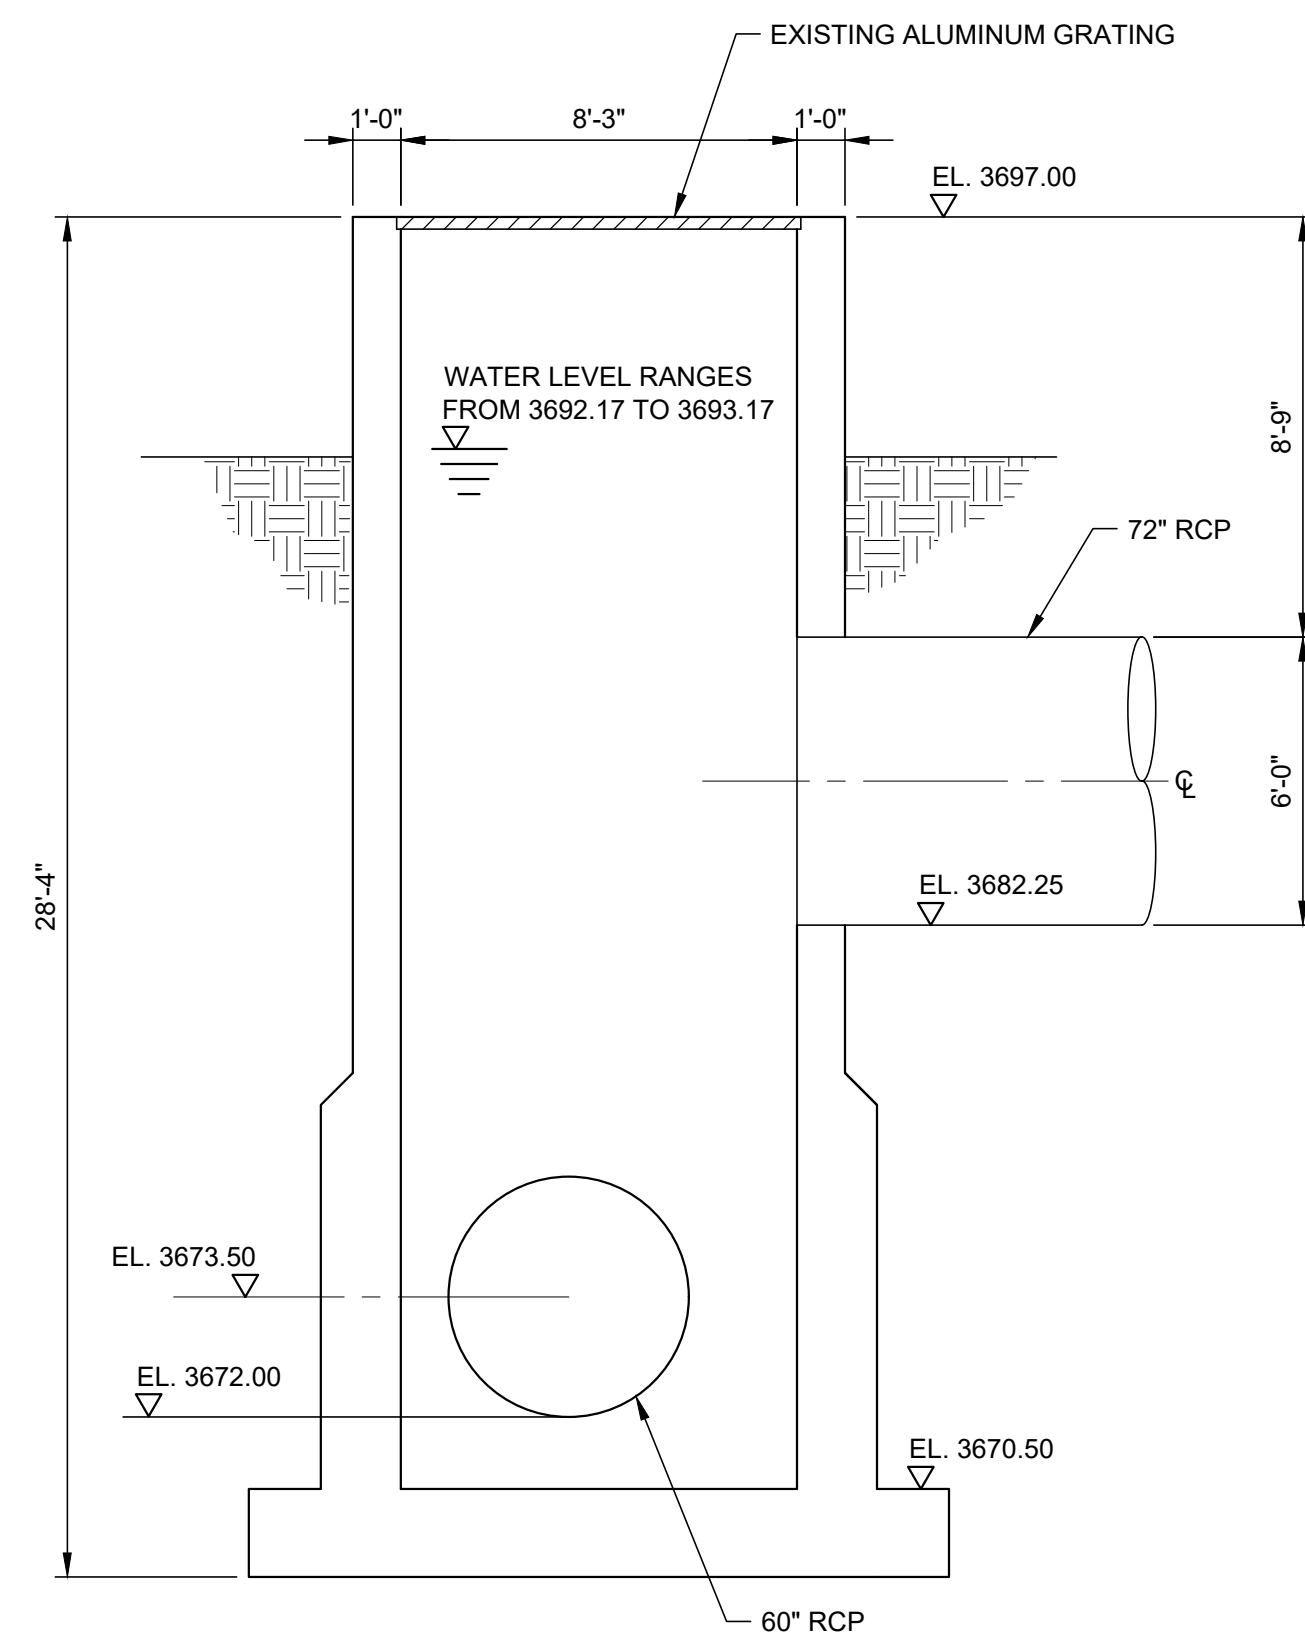 EXISTING ALUMINUM GRATING
1'-0"
8'-3"
1'-0"
EL. 3697.00
WATER LEVEL RANGES
FROM 3692.17 TO 3693.17
8'-9"
72" RCP
6'-0"
℄
28'-4"
EL. 3682.25
EL. 3673.50
EL. 3672.00
EL. 3670.50
60" RCP